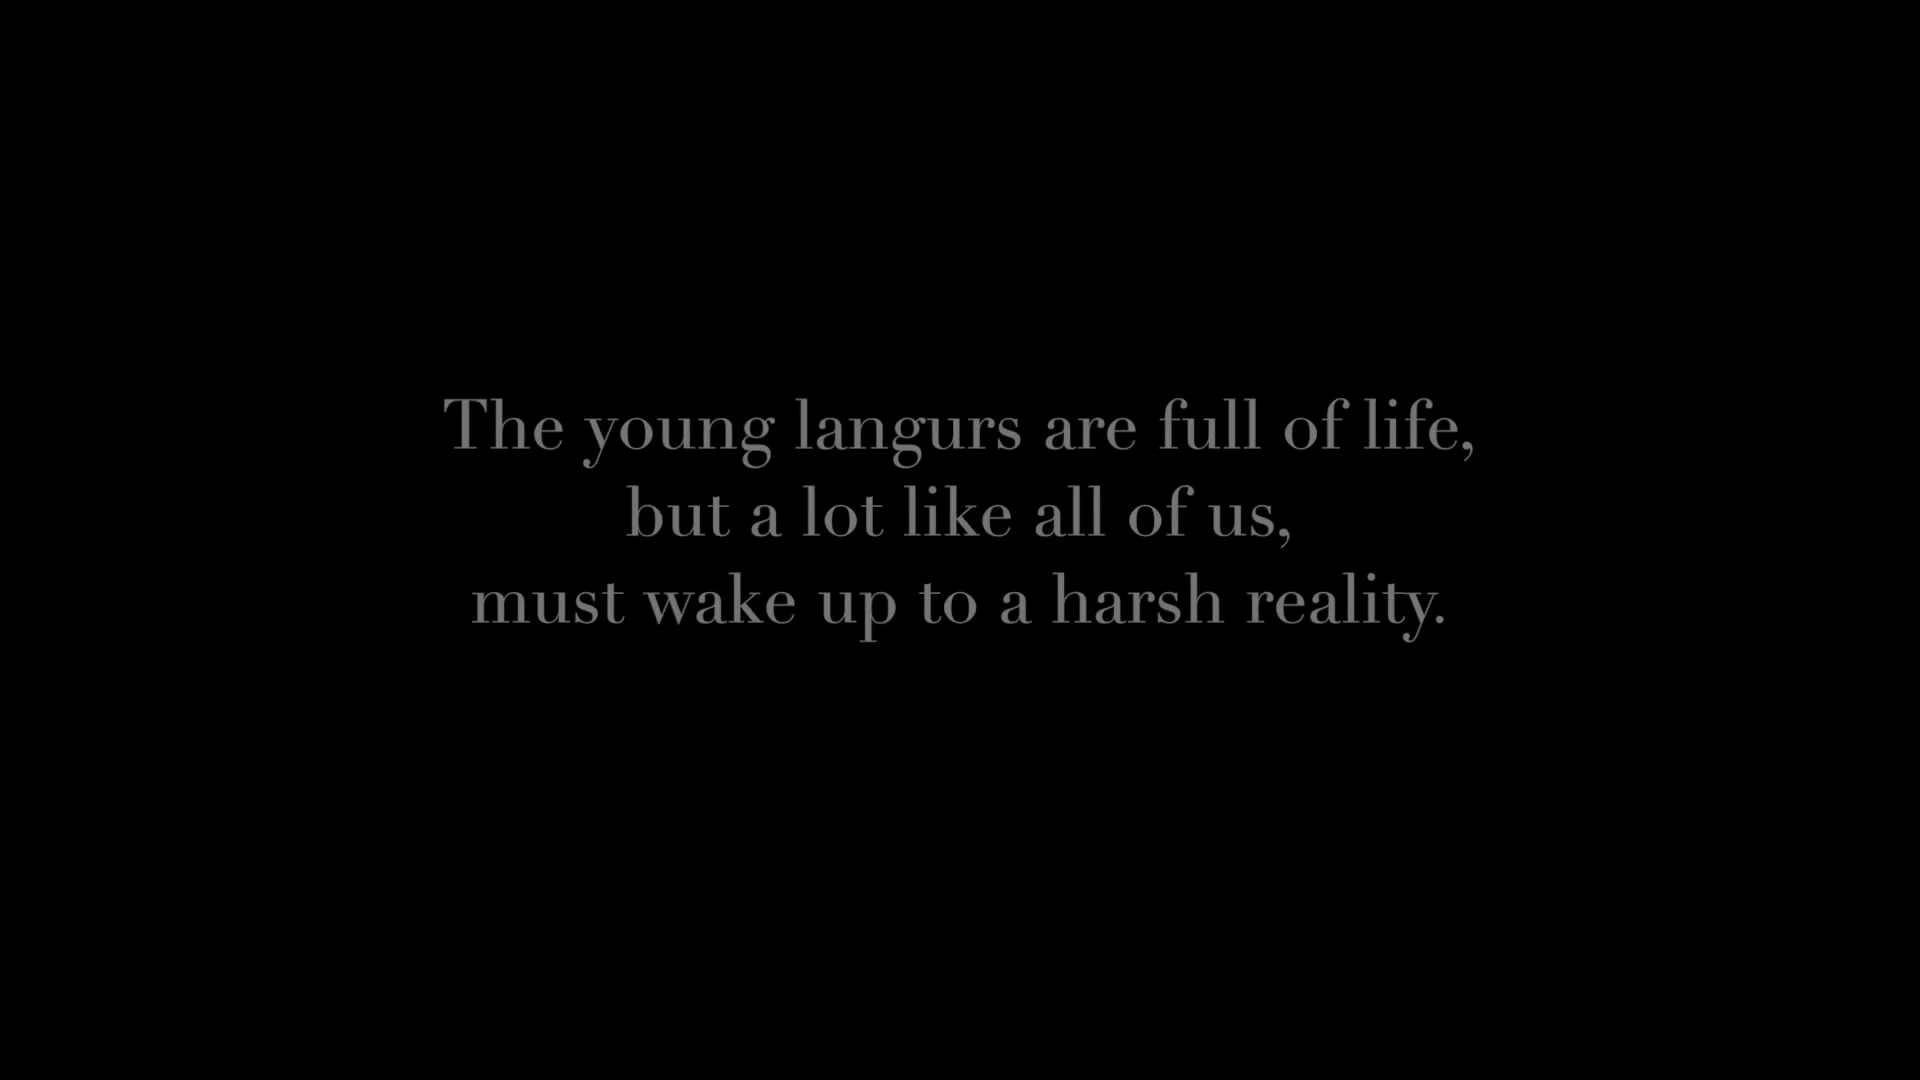 The young langurs are full of life,
but a lot like all of us,
must wake up to a harsh reality.